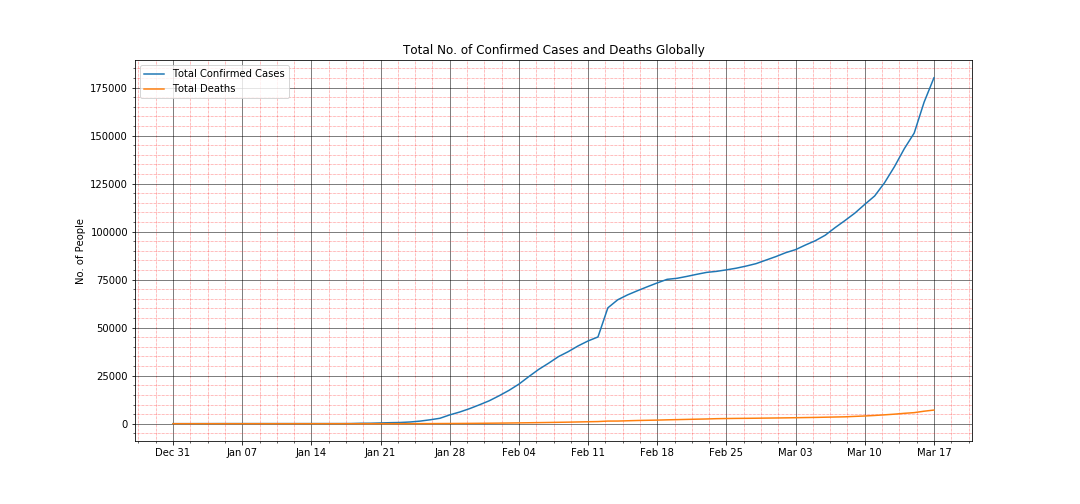 Total No. of Confirmed Cases and Deaths Globally
Total Confirmed Cases
Total Deaths
175000
150000
125000
100000
75000
50000
25000
0
No. of People
Dec 31 Jan 07 Jan 14 Jan 21 Jan 28 Feb 04 Feb 11 Feb 18 Feb 25 Mar 03 Mar 10 Mar 17